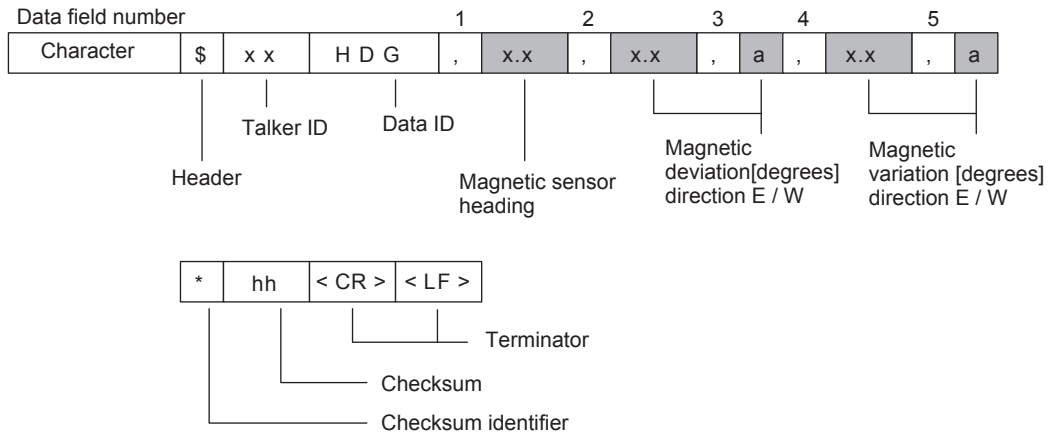 Data field number 1 2 3 4 5
Character $ x x H D G , x.x , x.x , a , x.x , a
Talker ID
Data ID
Header
Magnetic sensor
heading
Magnetic
deviation[degrees]
direction E / W
Magnetic
variation [degrees]
direction E / W
* hh < CR > < LF >
Terminator
Checksum
Checksum identifier